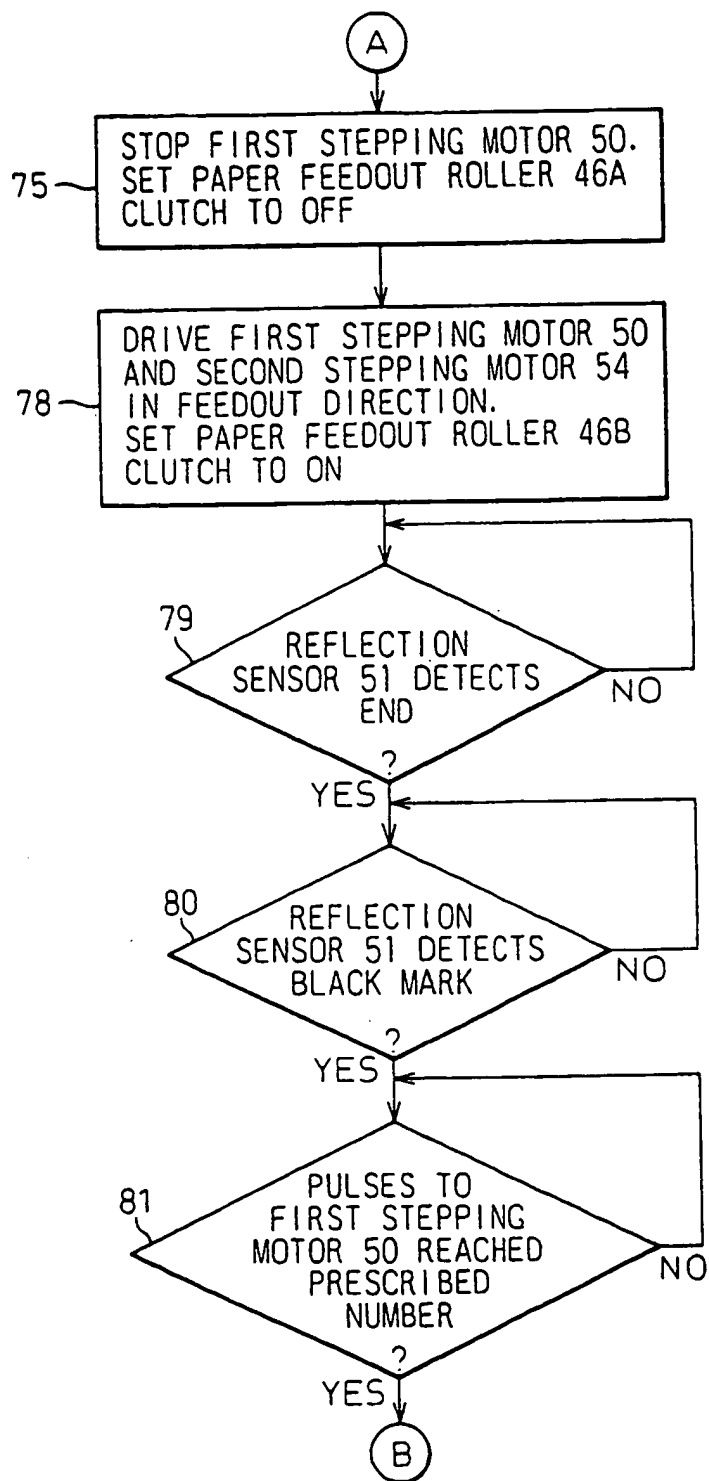 A
STOP FIRST STEPPING MOTOR 50.
SET PAPER FEEDOUT ROLLER 46A
CLUTCH TO OFF
75
DRIVE FIRST STEPPING MOTOR 50
AND SECOND STEPPING MOTOR 54
IN FEEDOUT DIRECTION.
SET PAPER FEEDOUT ROLLER 46B
CLUTCH TO ON
78
79
REFLECTION
SENSOR 51 DETECTS
END
?
NO
YES
80
REFLECTION
SENSOR 51 DETECTS
BLACK MARK
?
NO
YES
81
PULSES TO
FIRST STEPPING
MOTOR 50 REACHED
PRESCRIBED
NUMBER
?
NO
YES
B